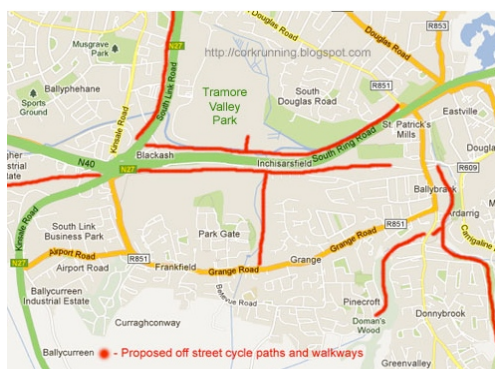 Douglas Road
R853
Musgrave Park
N27
http://corkrunning.blogspot.com
South Douglas Road
Ballyphehane
Kinsale Road
South Link Road
Tramore Valley Park
South Douglas Road
R851
Sports Ground
Eastville
St. Patrick's Mills
Blackash
South Ring Road
Inchisarsfield
N40
N27
R609
Ballybrack
Ardarrig
Kinsale Road
South Link Business Park
Park Gate
R851
Grange Road
Carrigaline Road
Airport Road
Airport Road
R851
Frankfield
Grange Road
Grange
N27
Bellevue Road
Ballycurreen Industrial Estate
Pinecroft
Donnybrook
Curraghconway
Doman's Wood
Ballycurreen
- Proposed off street cycle paths and walkways
Greenvalley